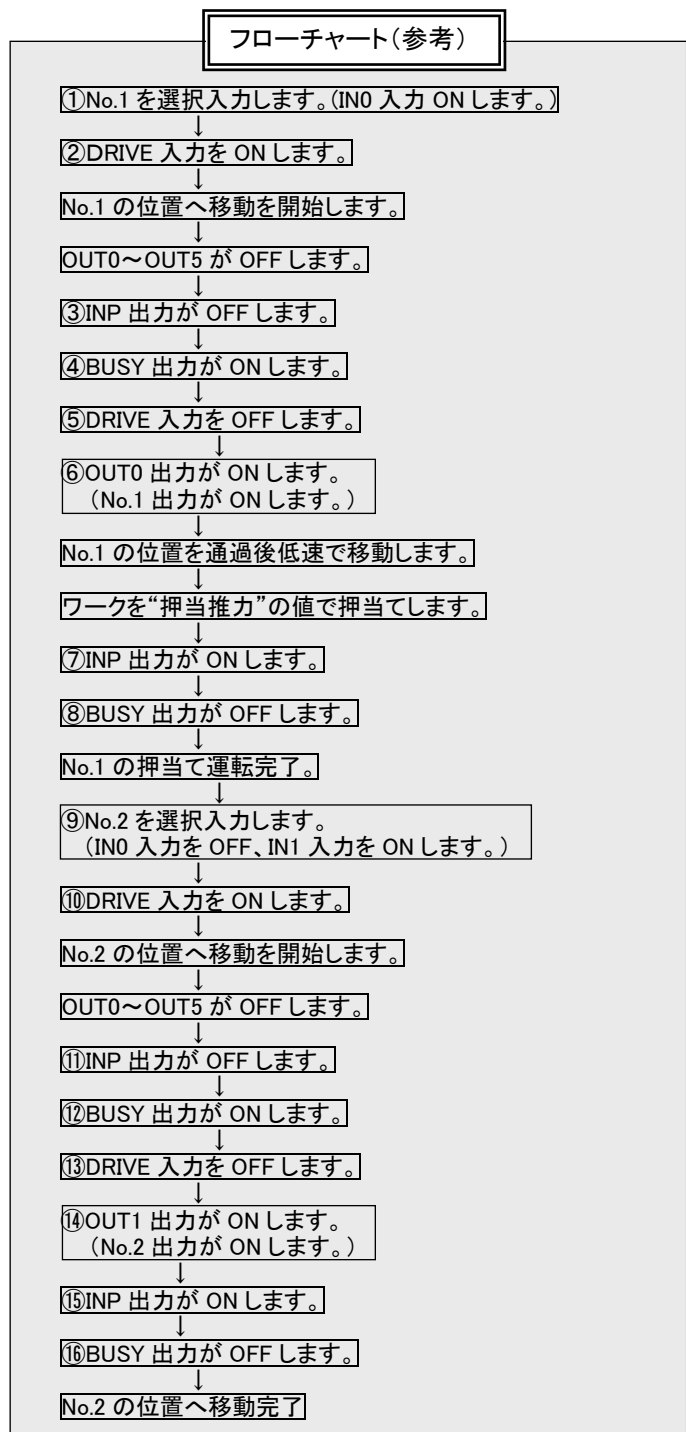 フローチャート(参考)
①No.1 を選択入力します。(IN0 入力 ON します。)
↓
②DRIVE 入力を ON します。
↓
No.1 の位置へ移動を開始します。
↓
OUT0～OUT5 が OFF します。
↓
③INP 出力が OFF します。
↓
④BUSY 出力が ON します。
↓
⑤DRIVE 入力を OFF します。
↓
⑥OUT0 出力が ON します。
(No.1 出力が ON します。)
↓
No.1 の位置を通過後低速で移動します。
↓
ワークを“押当推力”の値で押当てします。
↓
⑦INP 出力が ON します。
↓
⑧BUSY 出力が OFF します。
↓
No.1 の押当て運転完了。
↓
⑨No.2 を選択入力します。
(IN0 入力を OFF、IN1 入力を ON します。)
↓
⑩DRIVE 入力を ON します。
↓
No.2 の位置へ移動を開始します。
↓
OUT0～OUT5 が OFF します。
↓
⑪INP 出力が OFF します。
↓
⑫BUSY 出力が ON します。
↓
⑬DRIVE 入力を OFF します。
↓
⑭OUT1 出力が ON します。
(No.2 出力が ON します。)
↓
⑮INP 出力が ON します。
↓
⑯BUSY 出力が OFF します。
↓
No.2 の位置へ移動完了